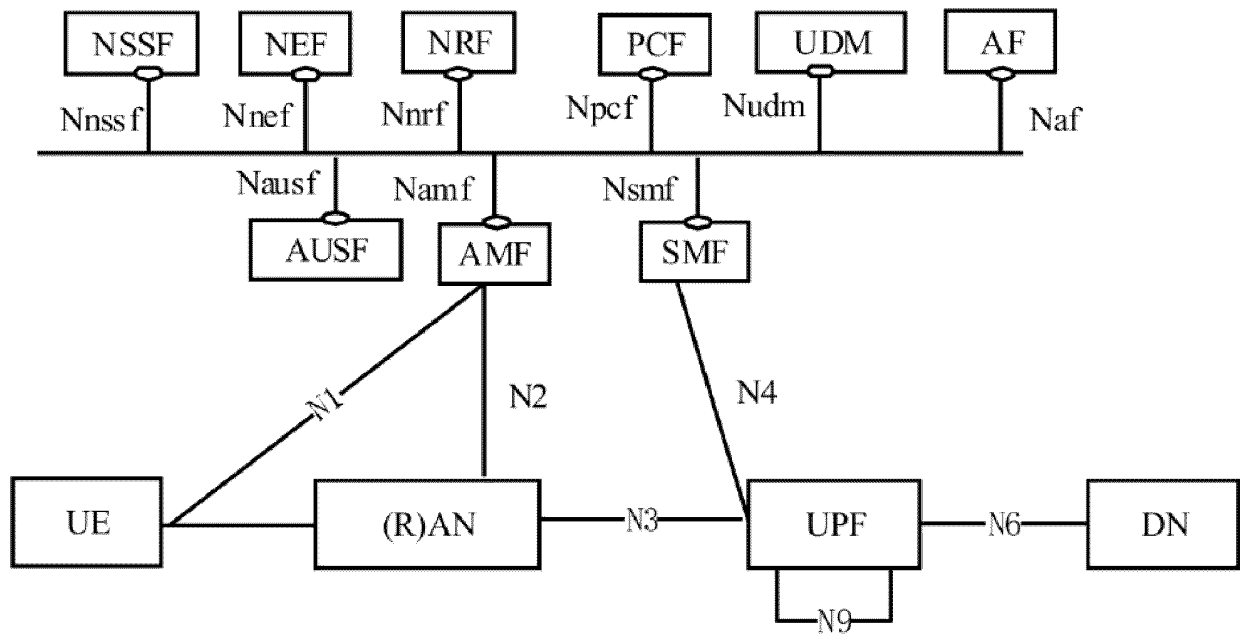 NSSF NEF NRF PCF UDM AF
Nnssf Nnef Nnrf Npcf Nudm Naf
Nausf Namf Nsmf
AUSF AMF SMF
N1 N2 N4
UE (R)AN N3 UPF N6 DN
N9